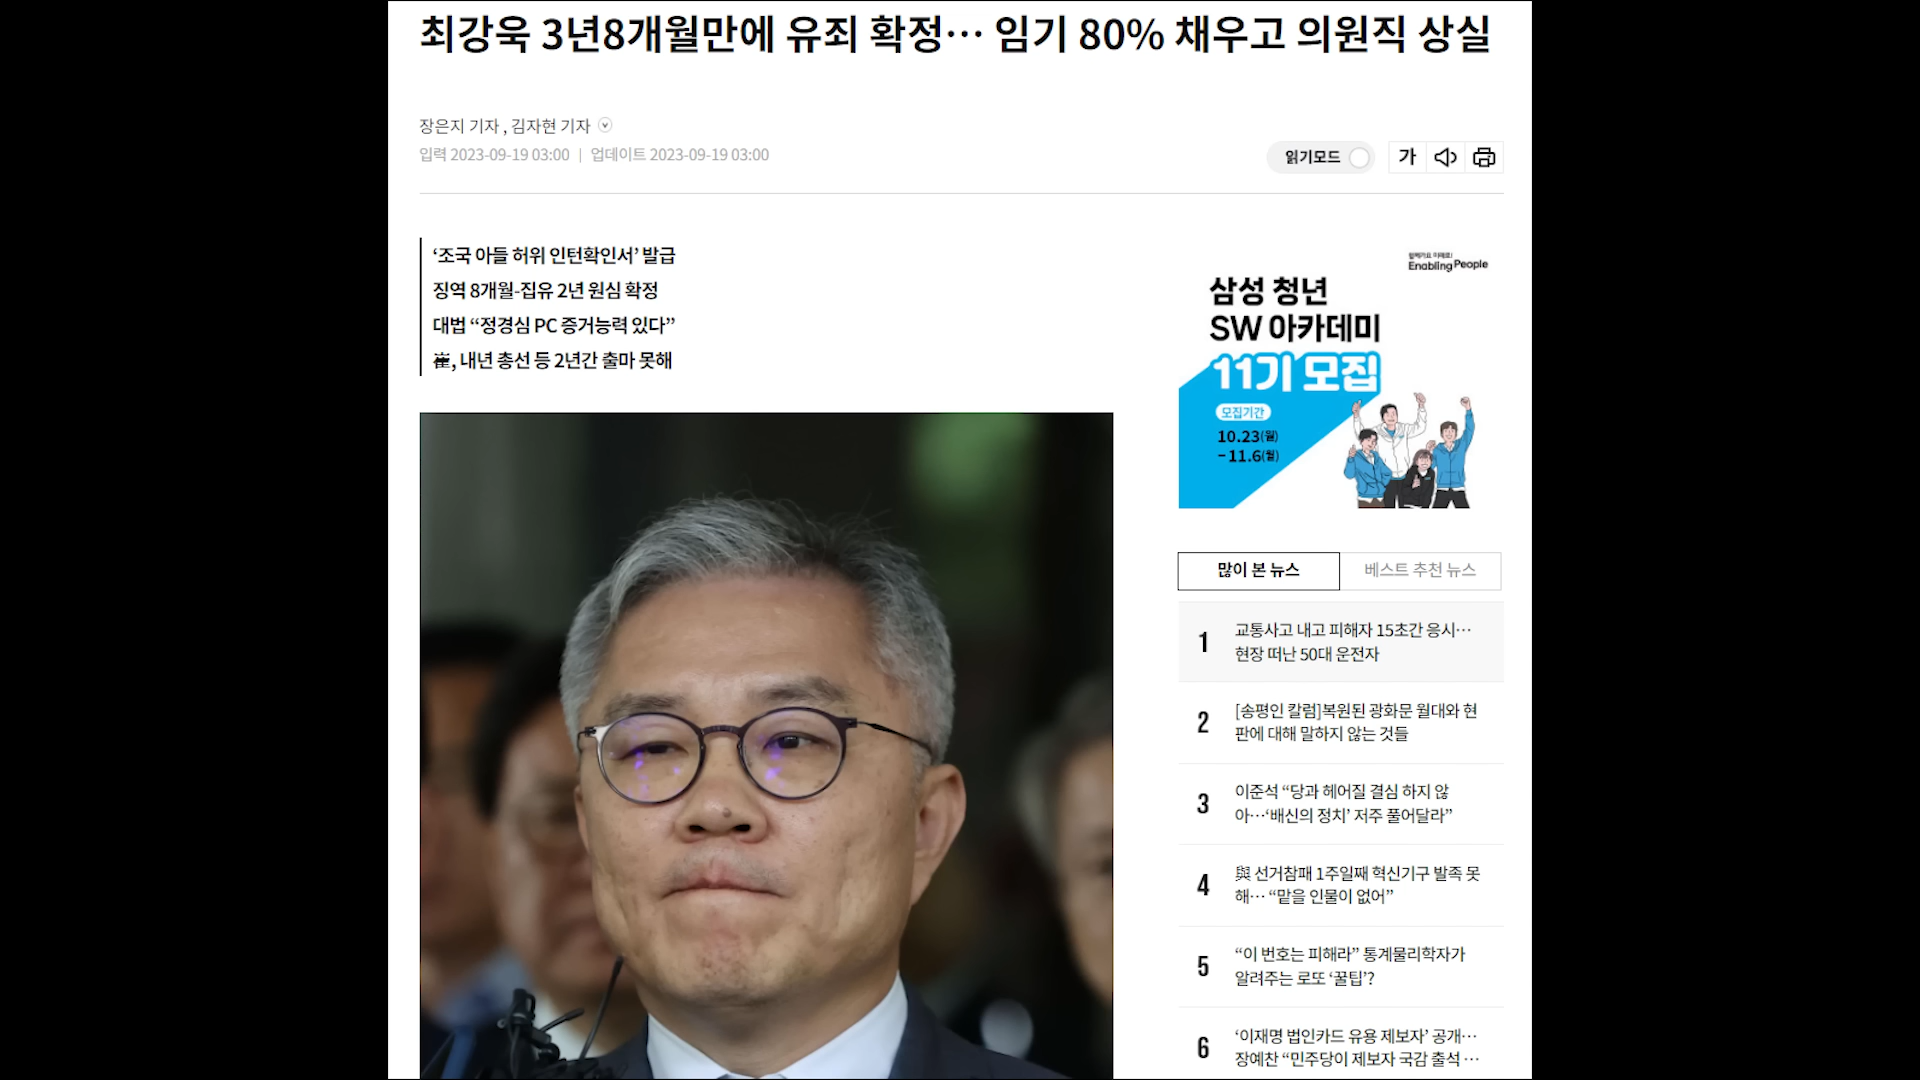 최강욱 3년8개월만에 유죄 확정… 임기 80% 채우고 의원직 상실
장은지 기자 , 김자현 기자
입력 2023-09-19 03:00 | 업데이트 2023-09-19 03:00
읽기모드
가
‘조국 아들 허위 인턴확인서’ 발급
징역 8개월-집유 2년 원심 확정
대법 “정경심 PC 증거능력 있다”
崔, 내년 총선 등 2년간 출마 못해
함께가요 미래로!
Enabling People
삼성 청년
SW 아카데미
11기 모집
모집기간
10.23(월)
-11.6(월)
많이 본 뉴스
베스트 추천 뉴스
1
교통사고 내고 피해자 15초간 응시…
현장 떠난 50대 운전자
2
[송평인 칼럼]복원된 광화문 월대와 현
판에 대해 말하지 않는 것들
3
이준석 “당과 헤어질 결심 하지 않
아…‘배신의 정치’ 저주 풀어달라”
4
與 선거참패 1주일째 혁신기구 발족 못
해… “맡을 인물이 없어”
5
“이 번호는 피해라” 통계물리학자가
알려주는 로또 ‘꿀팁’?
6
‘이재명 법인카드 유용 제보자’ 공개…
장예찬 “민주당이 제보자 국감 출석 …